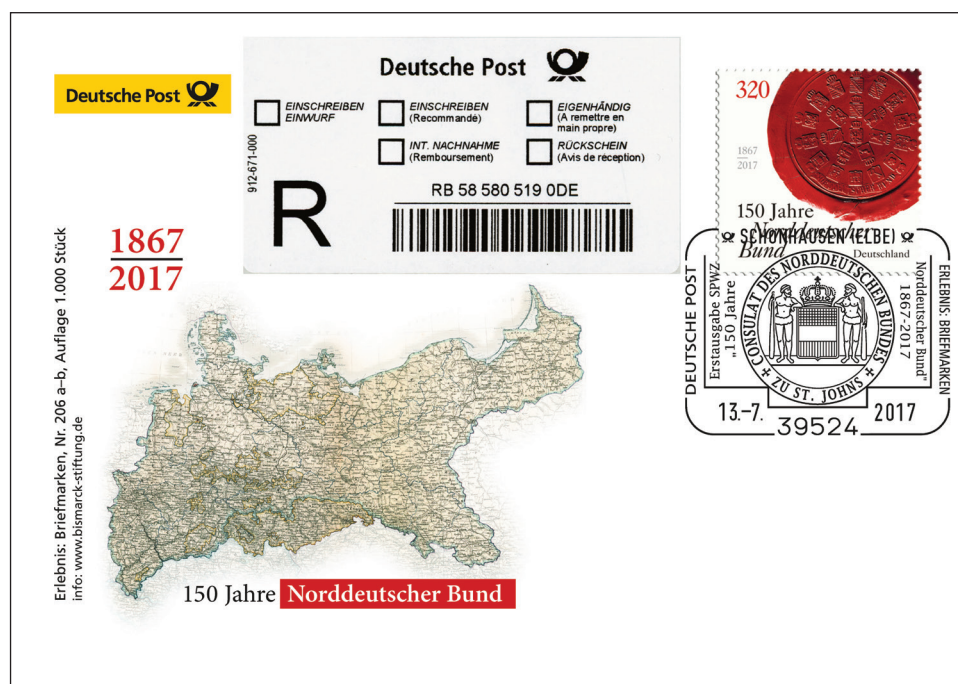 Deutsche Post
Deutsche Post
EINSCHREIBEN
EINWURF
EINSCHREIBEN
(Recommandé)
EIGENHÄNDIG
(A remettre en
main propre)
INT. NACHNAHME
(Remboursement)
RÜCKSCHEIN
(Avis de réception)
912-671-000
R
RB 58 580 519 0DE
320
1867
2017
150 Jahre
Norddeutscher
Bund
Deutschland
SCHÖNHAUSEN (ELBE)
DEUTSCHE POST
Erstausgabe SPWZ
„150 Jahre
Norddeutscher Bund"
1867-2017
ERLEBNIS: BRIEFMARKEN
CONSULAT DES NORDDEUTSCHEN BUNDES
ZU ST. JOHNS
13.-7. 2017
39524
1867
2017
Erlebnis: Briefmarken, Nr. 206 a–b, Auflage 1.000 Stück
info: www.bismarck-stiftung.de
150 Jahre Norddeutscher Bund